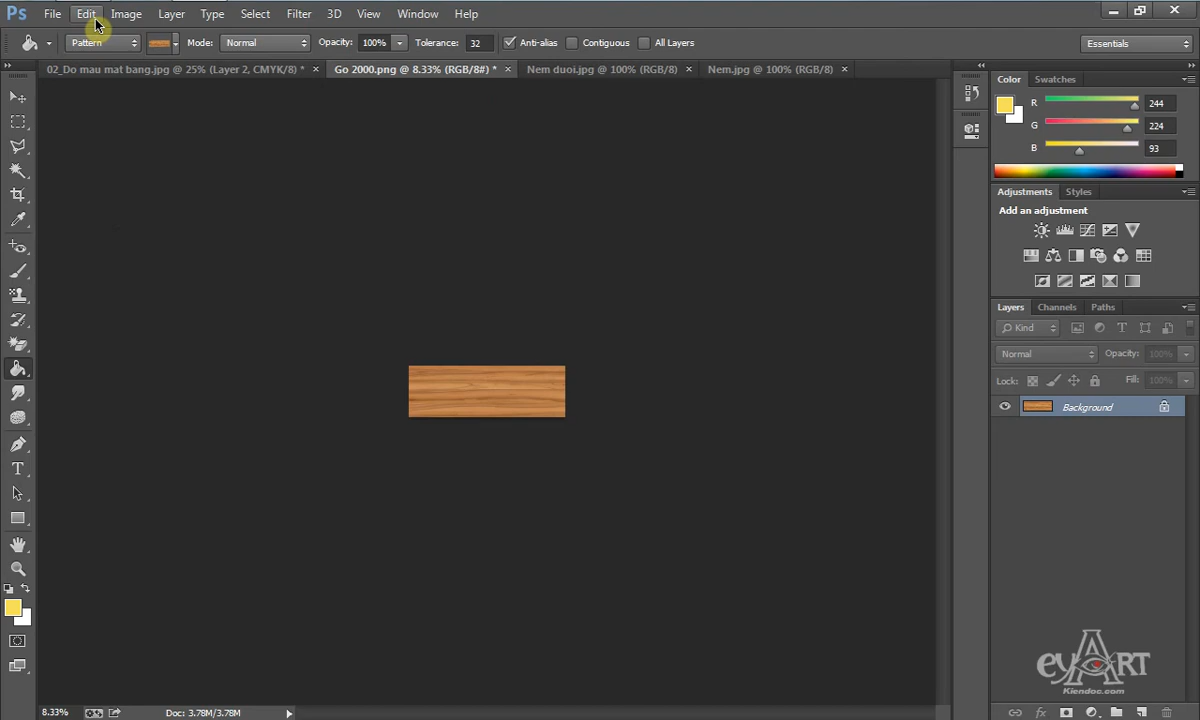 Ps File Edit Image Layer Type Select Filter 3D View Window Help
Pattern Mode: Normal Opacity: 100% Tolerance: 32 Anti-alias Contiguous All Layers Essentials
02_Do mau mat bang.jpg @ 25% (Layer 2, CMYK/8) * × Go 2000.png @ 8.33% (RGB/8#) * × Nem duoi.jpg @ 100% (RGB/8) × Nem.jpg @ 100% (RGB/8) ×
Color Swatches
R 244
G 224
B 93
Adjustments Styles
Add an adjustment
Layers Channels Paths
Kind
Normal Opacity: 100%
Lock: Fill: 100%
Background
eyART
Kiendoc.com
8.33% Doc: 3.78M/3.78M